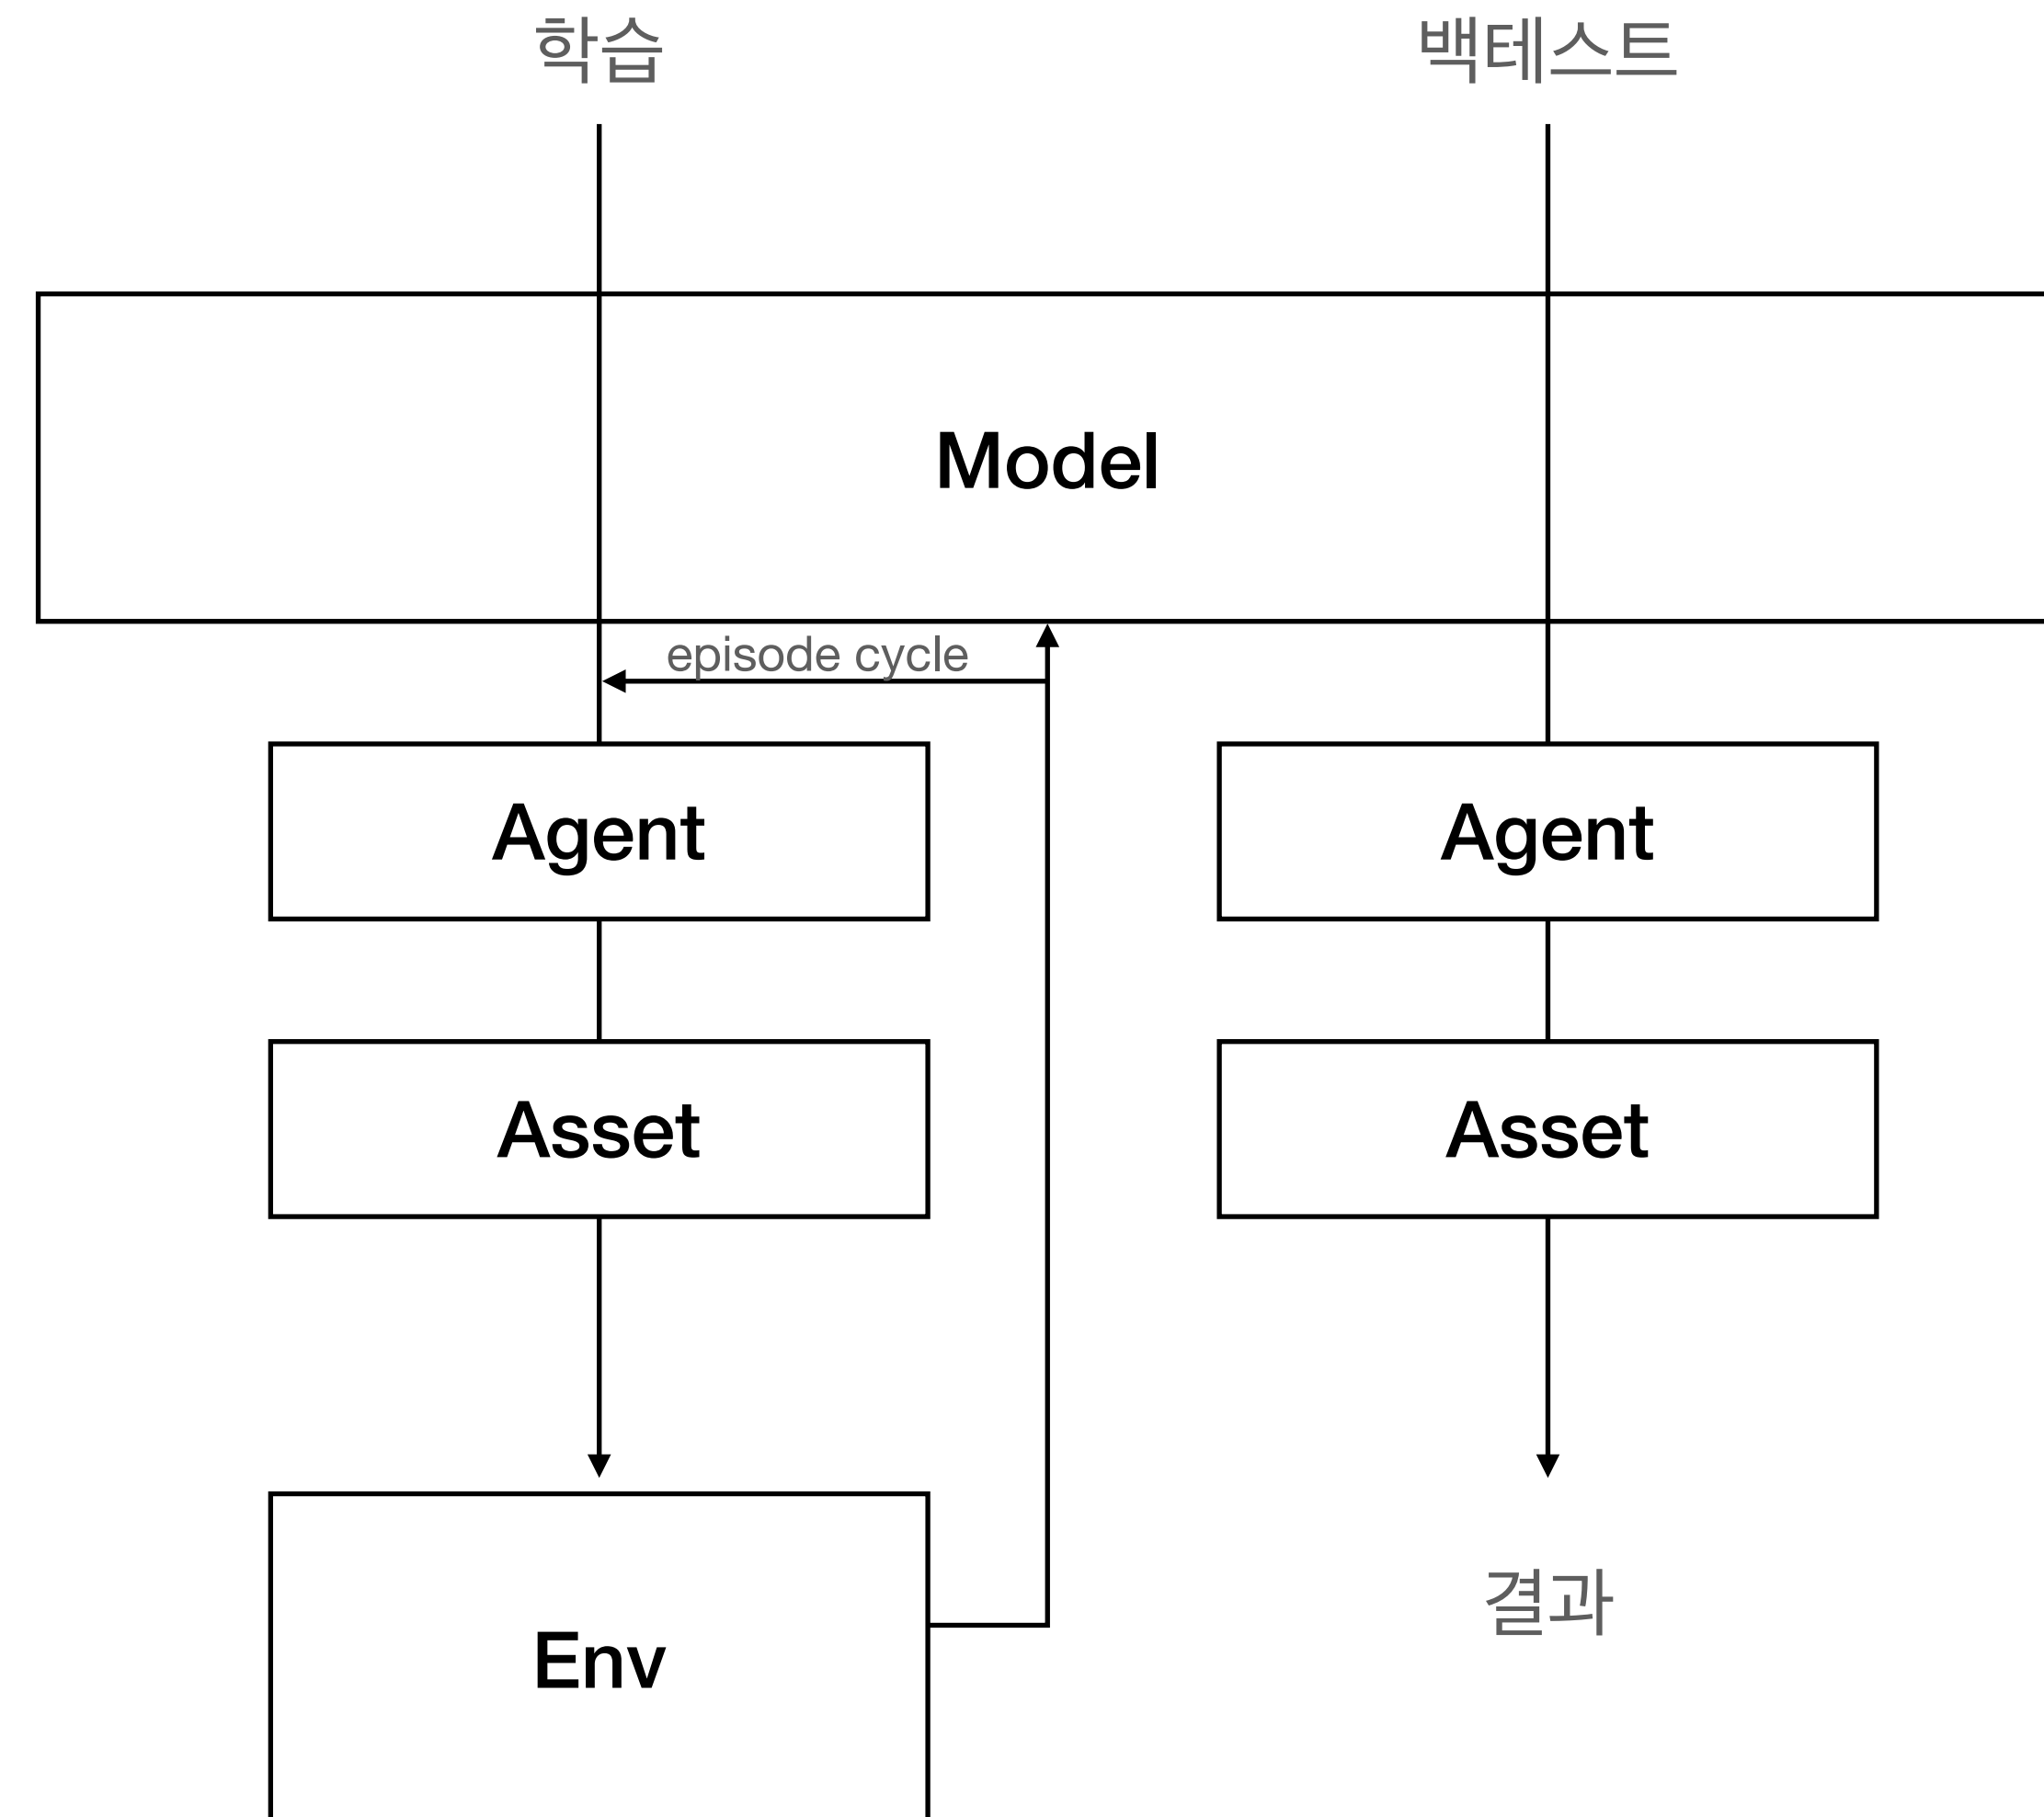 학습
백테스트
Model
episode cycle
Agent
Agent
Asset
Asset
Env
결과